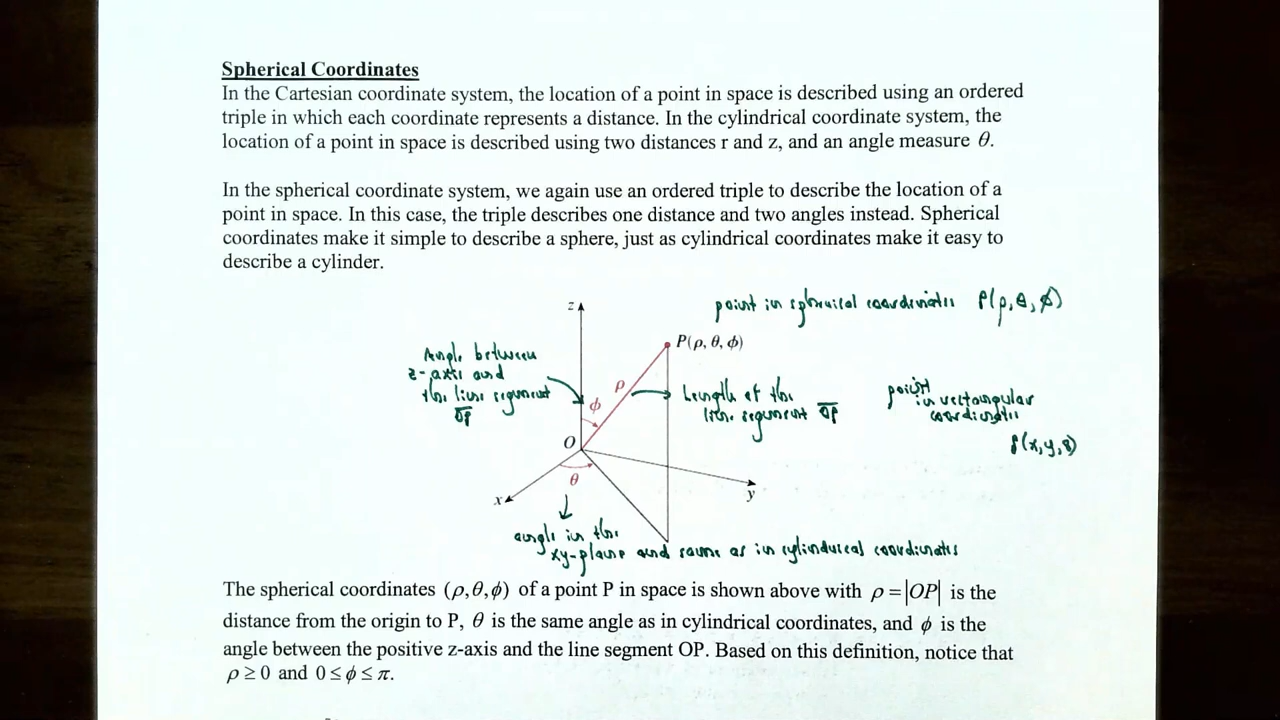 Spherical Coordinates
In the Cartesian coordinate system, the location of a point in space is described using an ordered
triple in which each coordinate represents a distance. In the cylindrical coordinate system, the
location of a point in space is described using two distances r and z, and an angle measure θ.
In the spherical coordinate system, we again use an ordered triple to describe the location of a
point in space. In this case, the triple describes one distance and two angles instead. Spherical
coordinates make it simple to describe a sphere, just as cylindrical coordinates make it easy to
describe a cylinder.
point in spherical coordinates P(ρ,θ,ϕ)
z
P(ρ, θ, ϕ)
Angle between
z-axis and
the line segment
OP
ρ
ϕ
Length of the
line segment OP
point
in rectangular
coordinates
P(x,y,z)
O
θ
x
y
angle in the
xy-plane and same as in cylindrical coordinates
The spherical coordinates (ρ,θ,ϕ) of a point P in space is shown above with ρ=|OP| is the
distance from the origin to P, θ is the same angle as in cylindrical coordinates, and ϕ is the
angle between the positive z-axis and the line segment OP. Based on this definition, notice that
ρ≥0 and 0≤ϕ≤π.